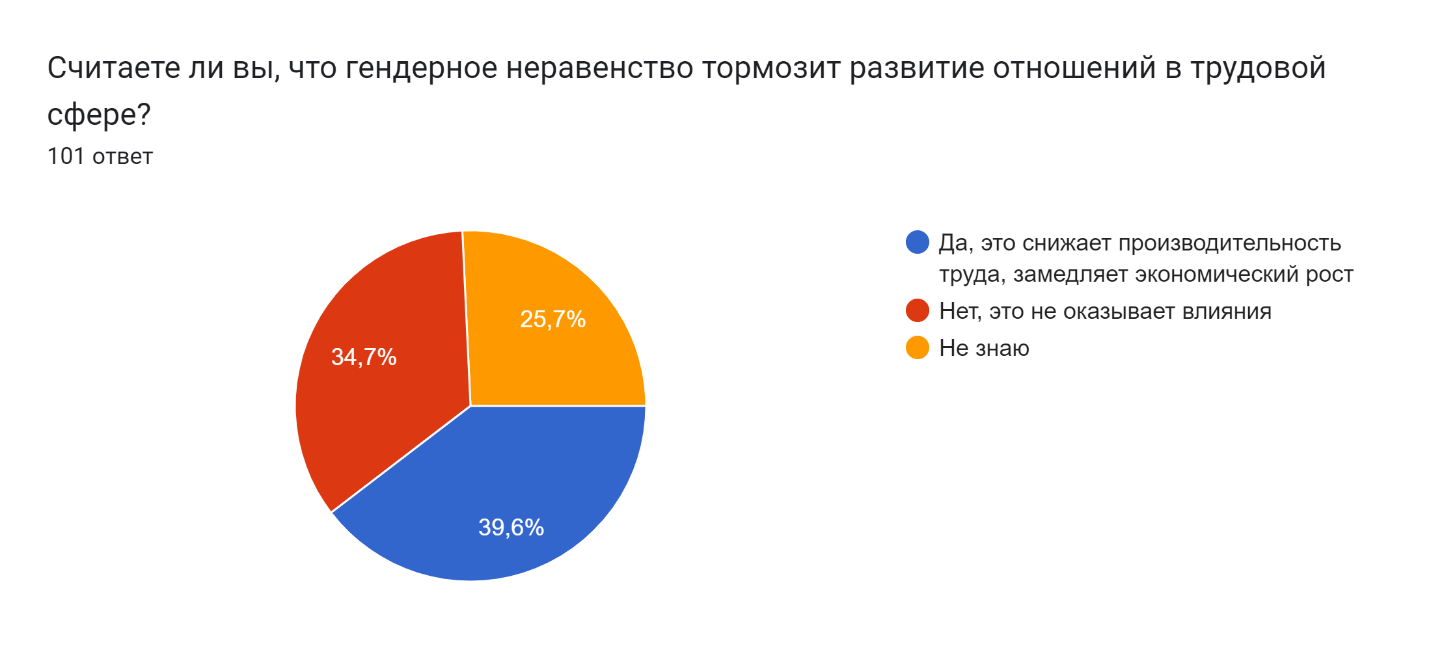 Считаете ли вы, что гендерное неравенство тормозит развитие отношений в трудовой
сфере?
101 ответ
Да, это снижает производительность
труда, замедляет экономический рост
Нет, это не оказывает влияния
Не знаю
25,7%
34,7%
39,6%